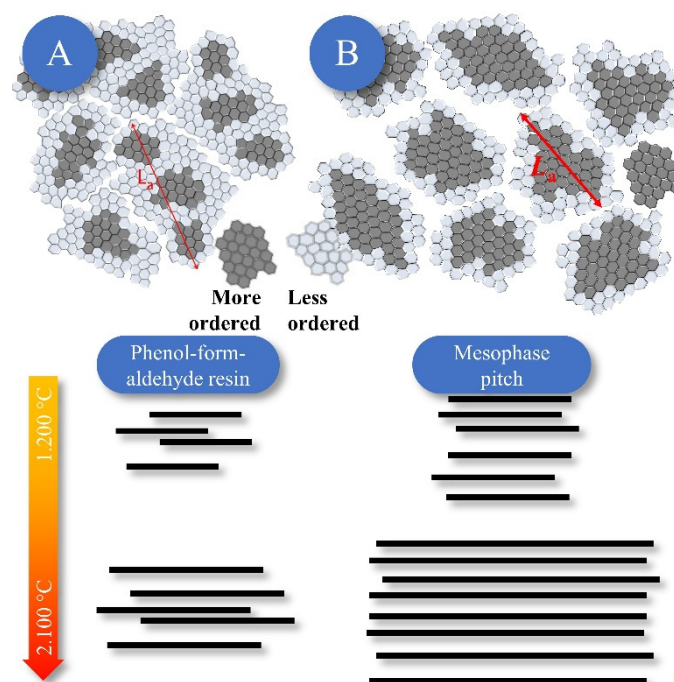 A
B
La
La
More
ordered
Less
ordered
Phenol-form-
aldehyde resin
Mesophase
pitch
1.200 °C
2.100 °C